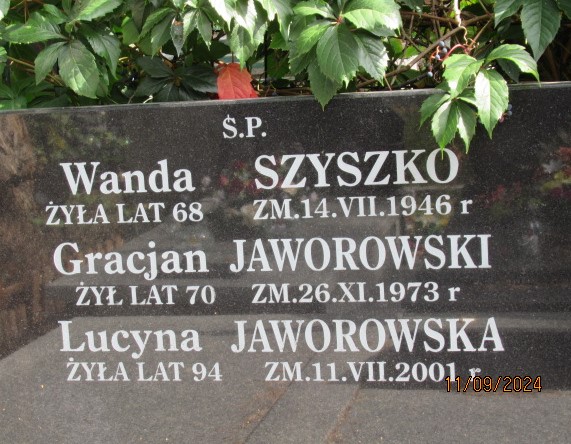 Ś.P.
Wanda SZYSZKO
ŻYŁA LAT 68 ZM.14.VII.1946 r
Gracjan JAWOROWSKI
ŻYŁ LAT 70 ZM.26.XI.1973 r
Lucyna JAWOROWSKA
ŻYŁA LAT 94 ZM.11.VII.2001 r
11/09/2024